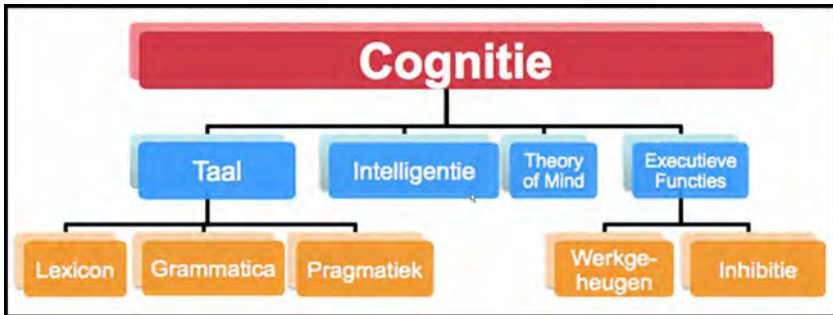 Cognitie
Taal
Intelligentie
Theory
of Mind
Executieve
Functies
Lexicon
Grammatica
Pragmatiek
Werkge-
heugen
Inhibitie